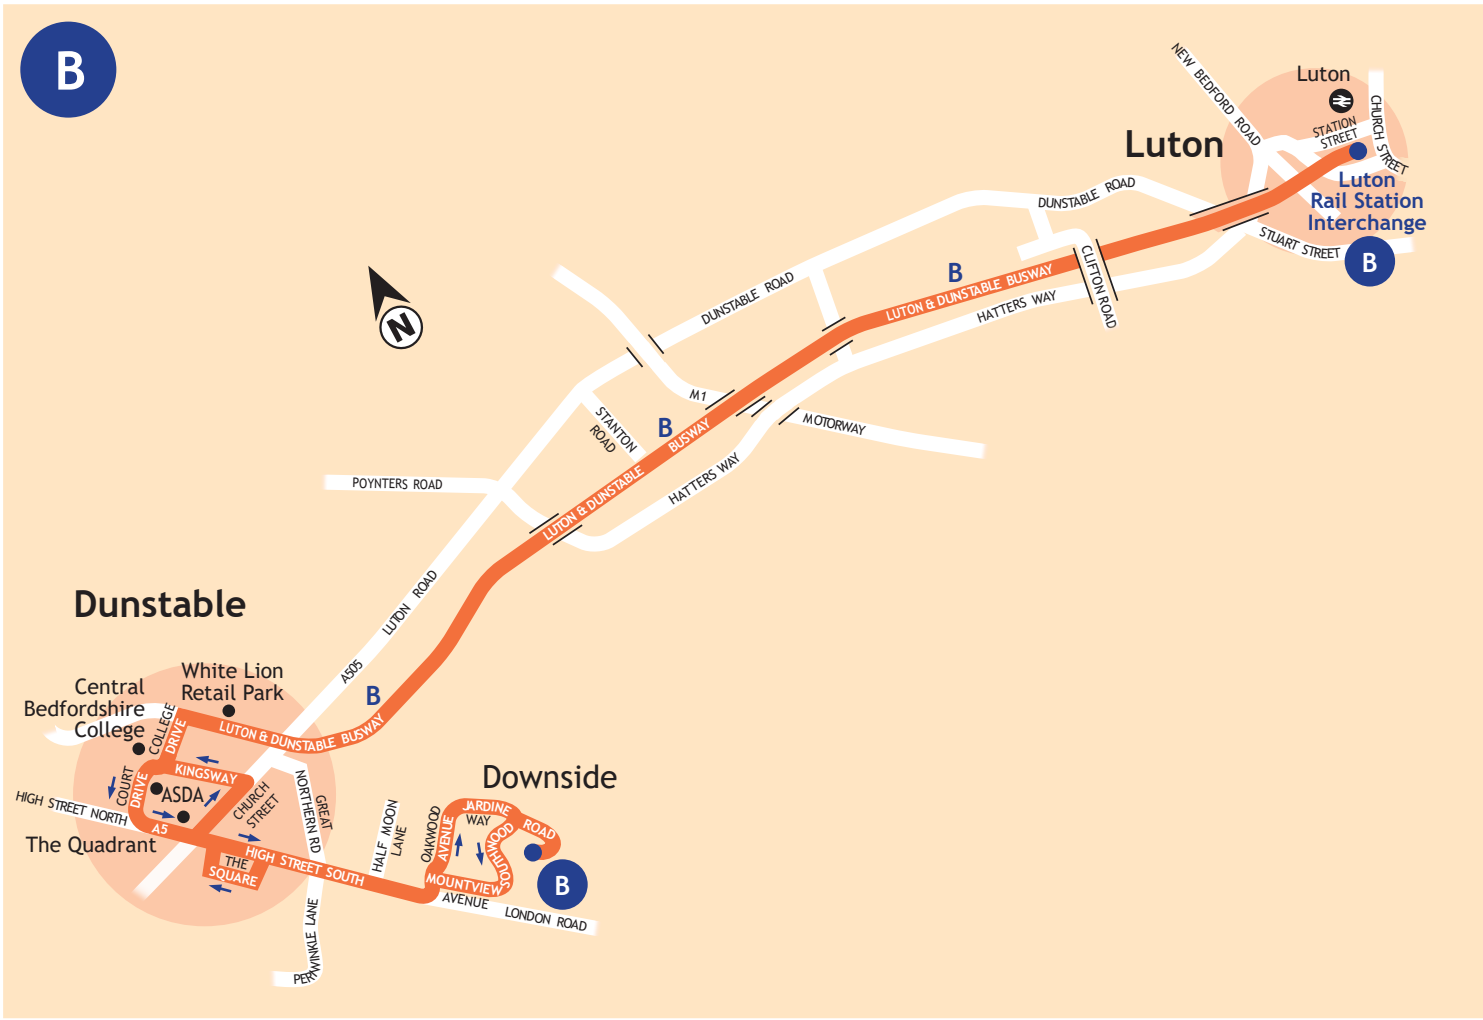 B
NEW BEDFORD ROAD
Luton
CHURCH STREET
STATION
STREET
Luton
Luton
Rail Station
Interchange
STUART STREET
B
DUNSTABLE ROAD
CLIFTON ROAD
B
LUTON & DUNSTABLE BUSWAY
HATTERS WAY
DUNSTABLE ROAD
N
M1
MOTORWAY
STANTON
ROAD
B
LUTON & DUNSTABLE BUSWAY
HATTERS WAY
POYNTERS ROAD
LUTON ROAD
A505
Dunstable
B
White Lion
Retail Park
Central
Bedfordshire
College
COLLEGE
DRIVE
LUTON & DUNSTABLE BUSWAY
KINGSWAY
COURT
DRIVE
ASDA
CHURCH
STREET
GREAT
NORTHERN RD
HIGH STREET NORTH
A5
The Quadrant
THE
SQUARE
HIGH STREET SOUTH
HALF MOON
LANE
PERIWINKLE LANE
Downside
OAKWOOD
AVENUE
JARDINE
WAY
SOUTHWOOD
ROAD
MOUNTVIEW
AVENUE
LONDON ROAD
B